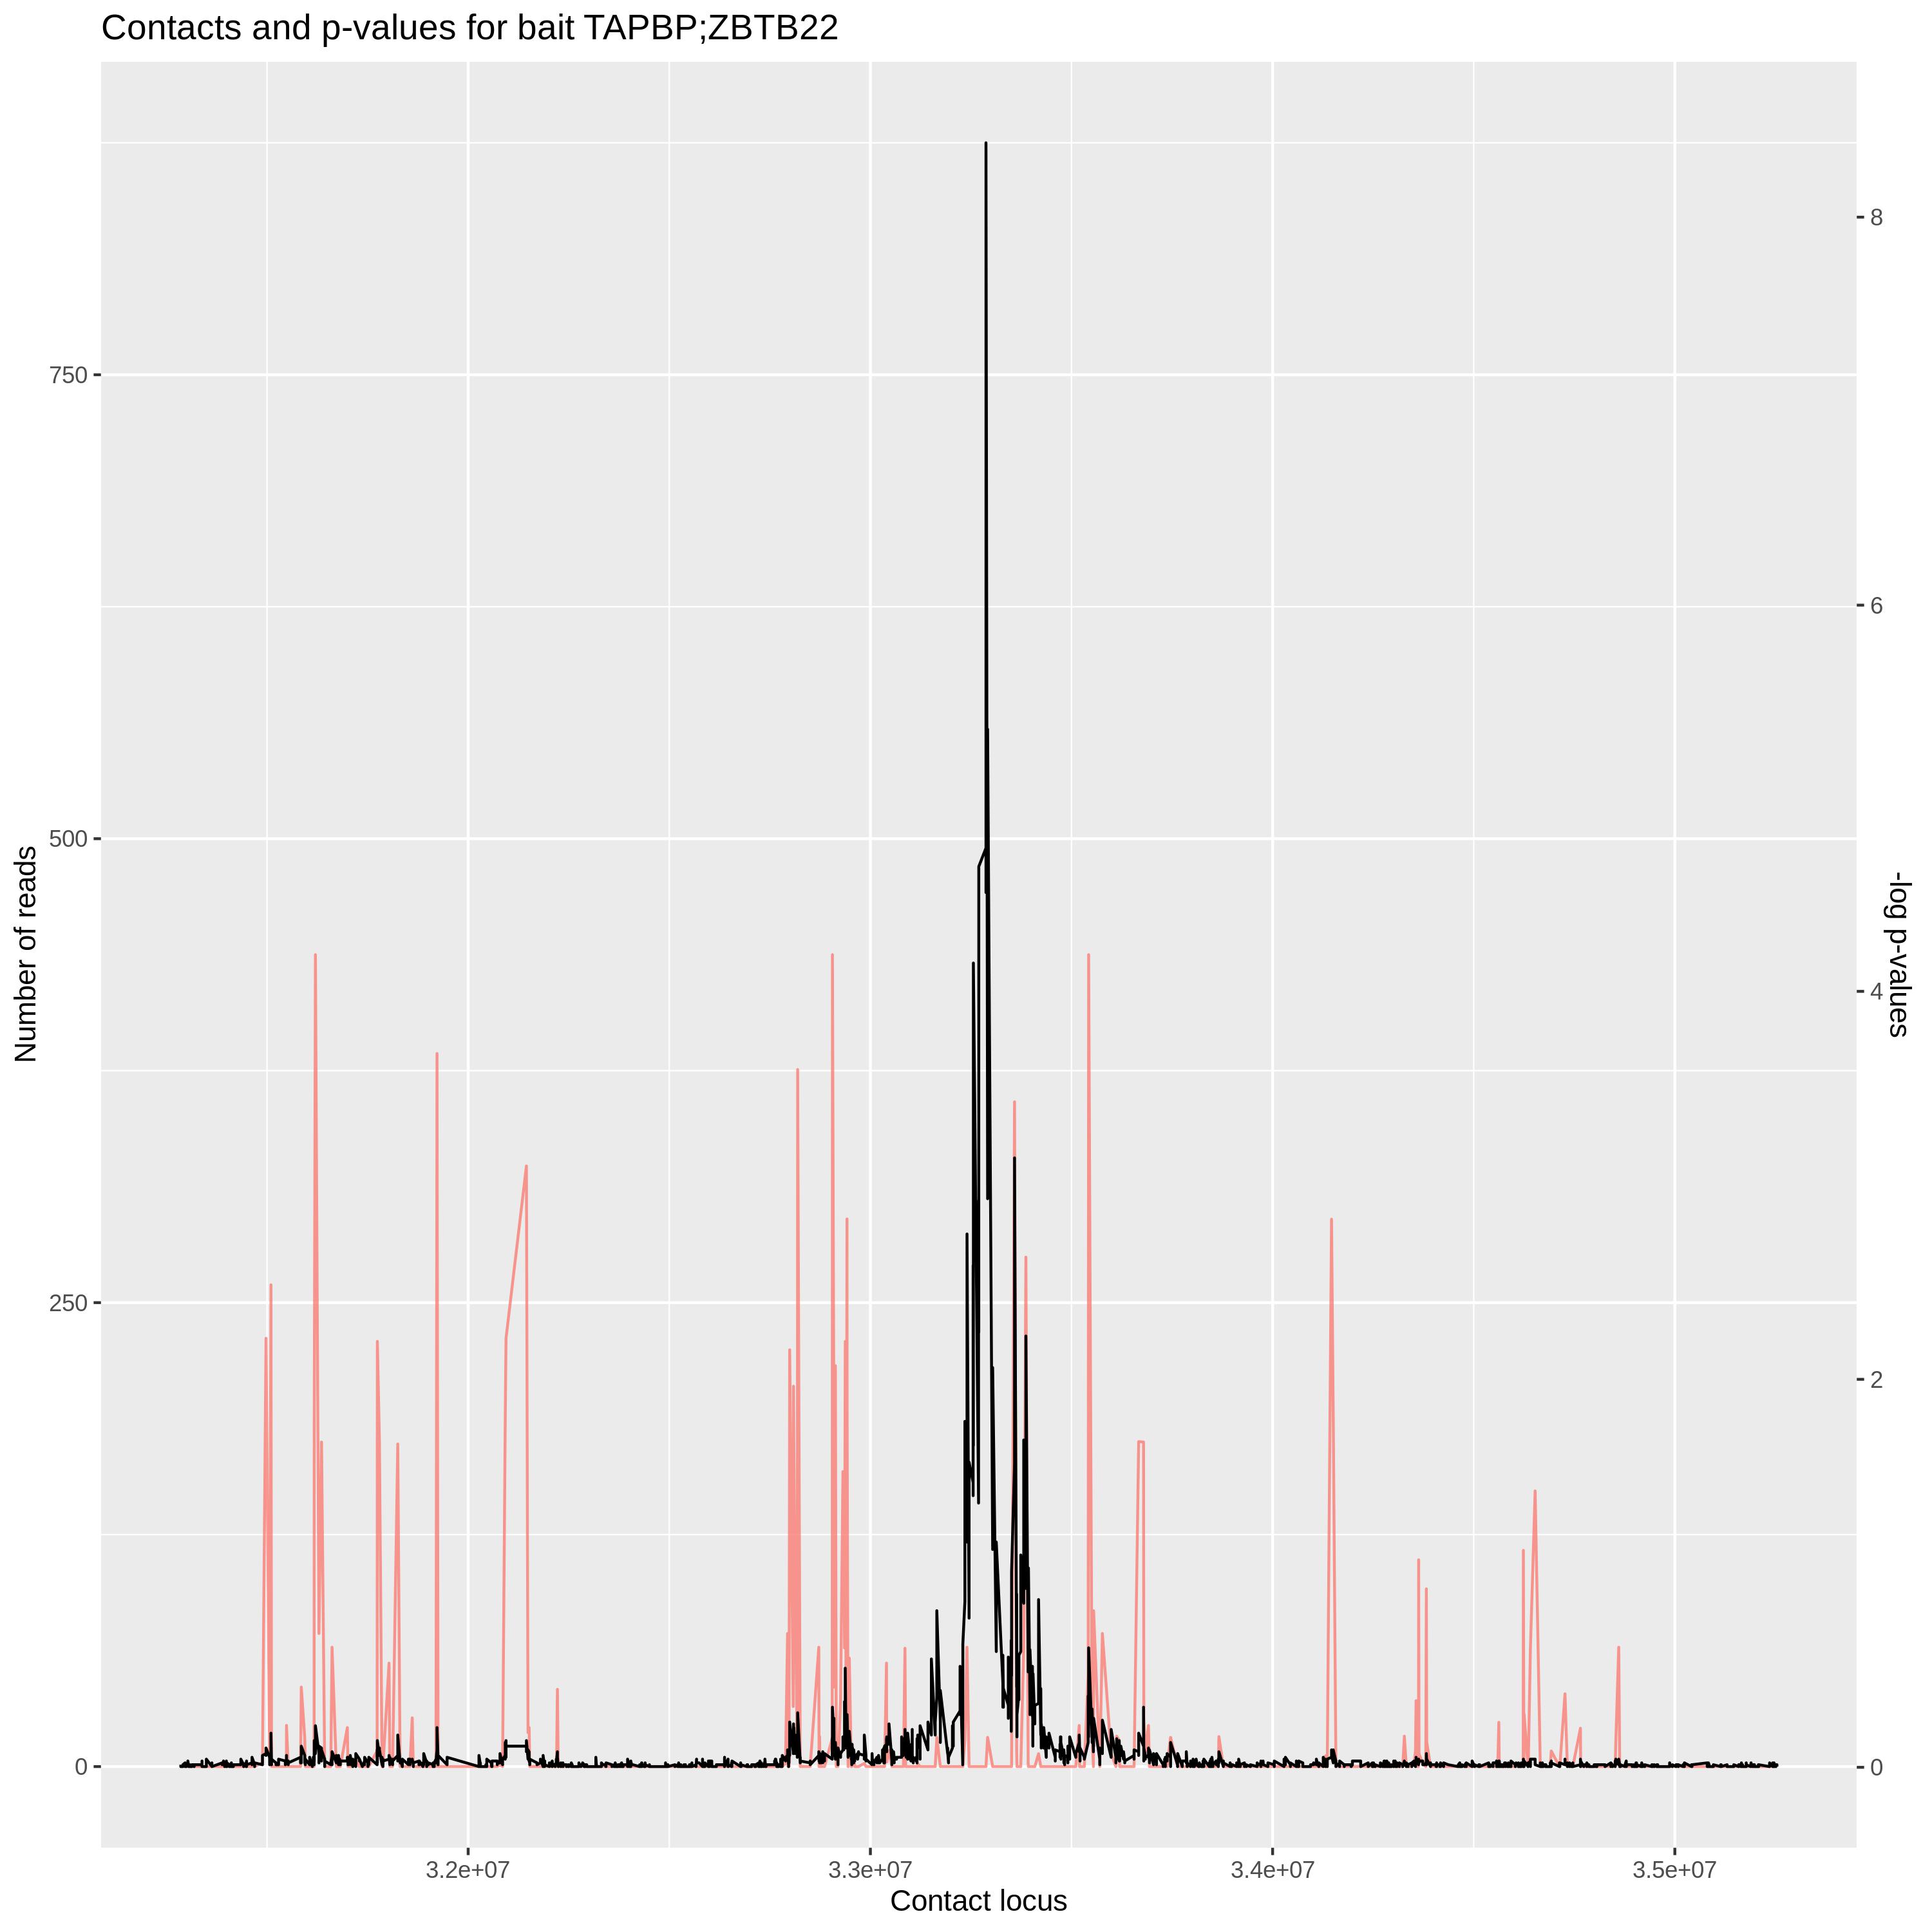 Contacts and p-values for bait TAPBP;ZBTB22
750
500
250
0
Number of reads
8
6
4
2
0
-log p-values
3.2e+07
3.3e+07
3.4e+07
3.5e+07
Contact locus